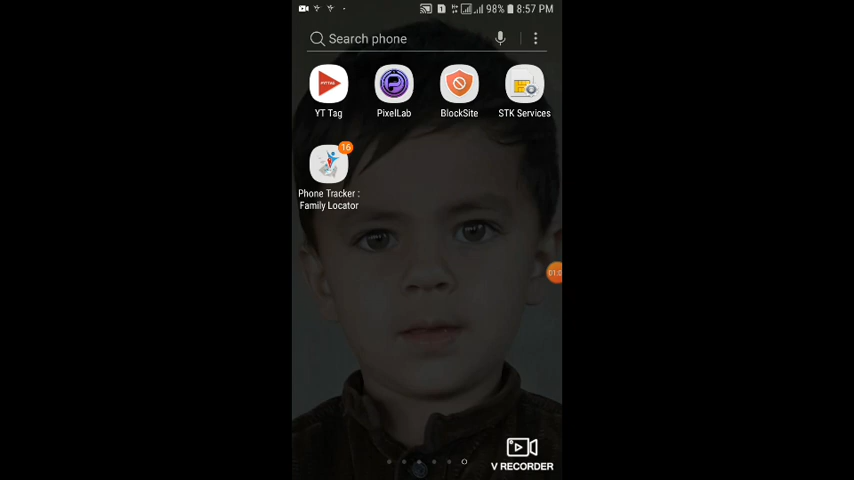 98% 8:57 PM
Search phone
YT Tag
PixelLab
BlockSite
STK Services
16
Phone Tracker :
Family Locator
V RECORDER